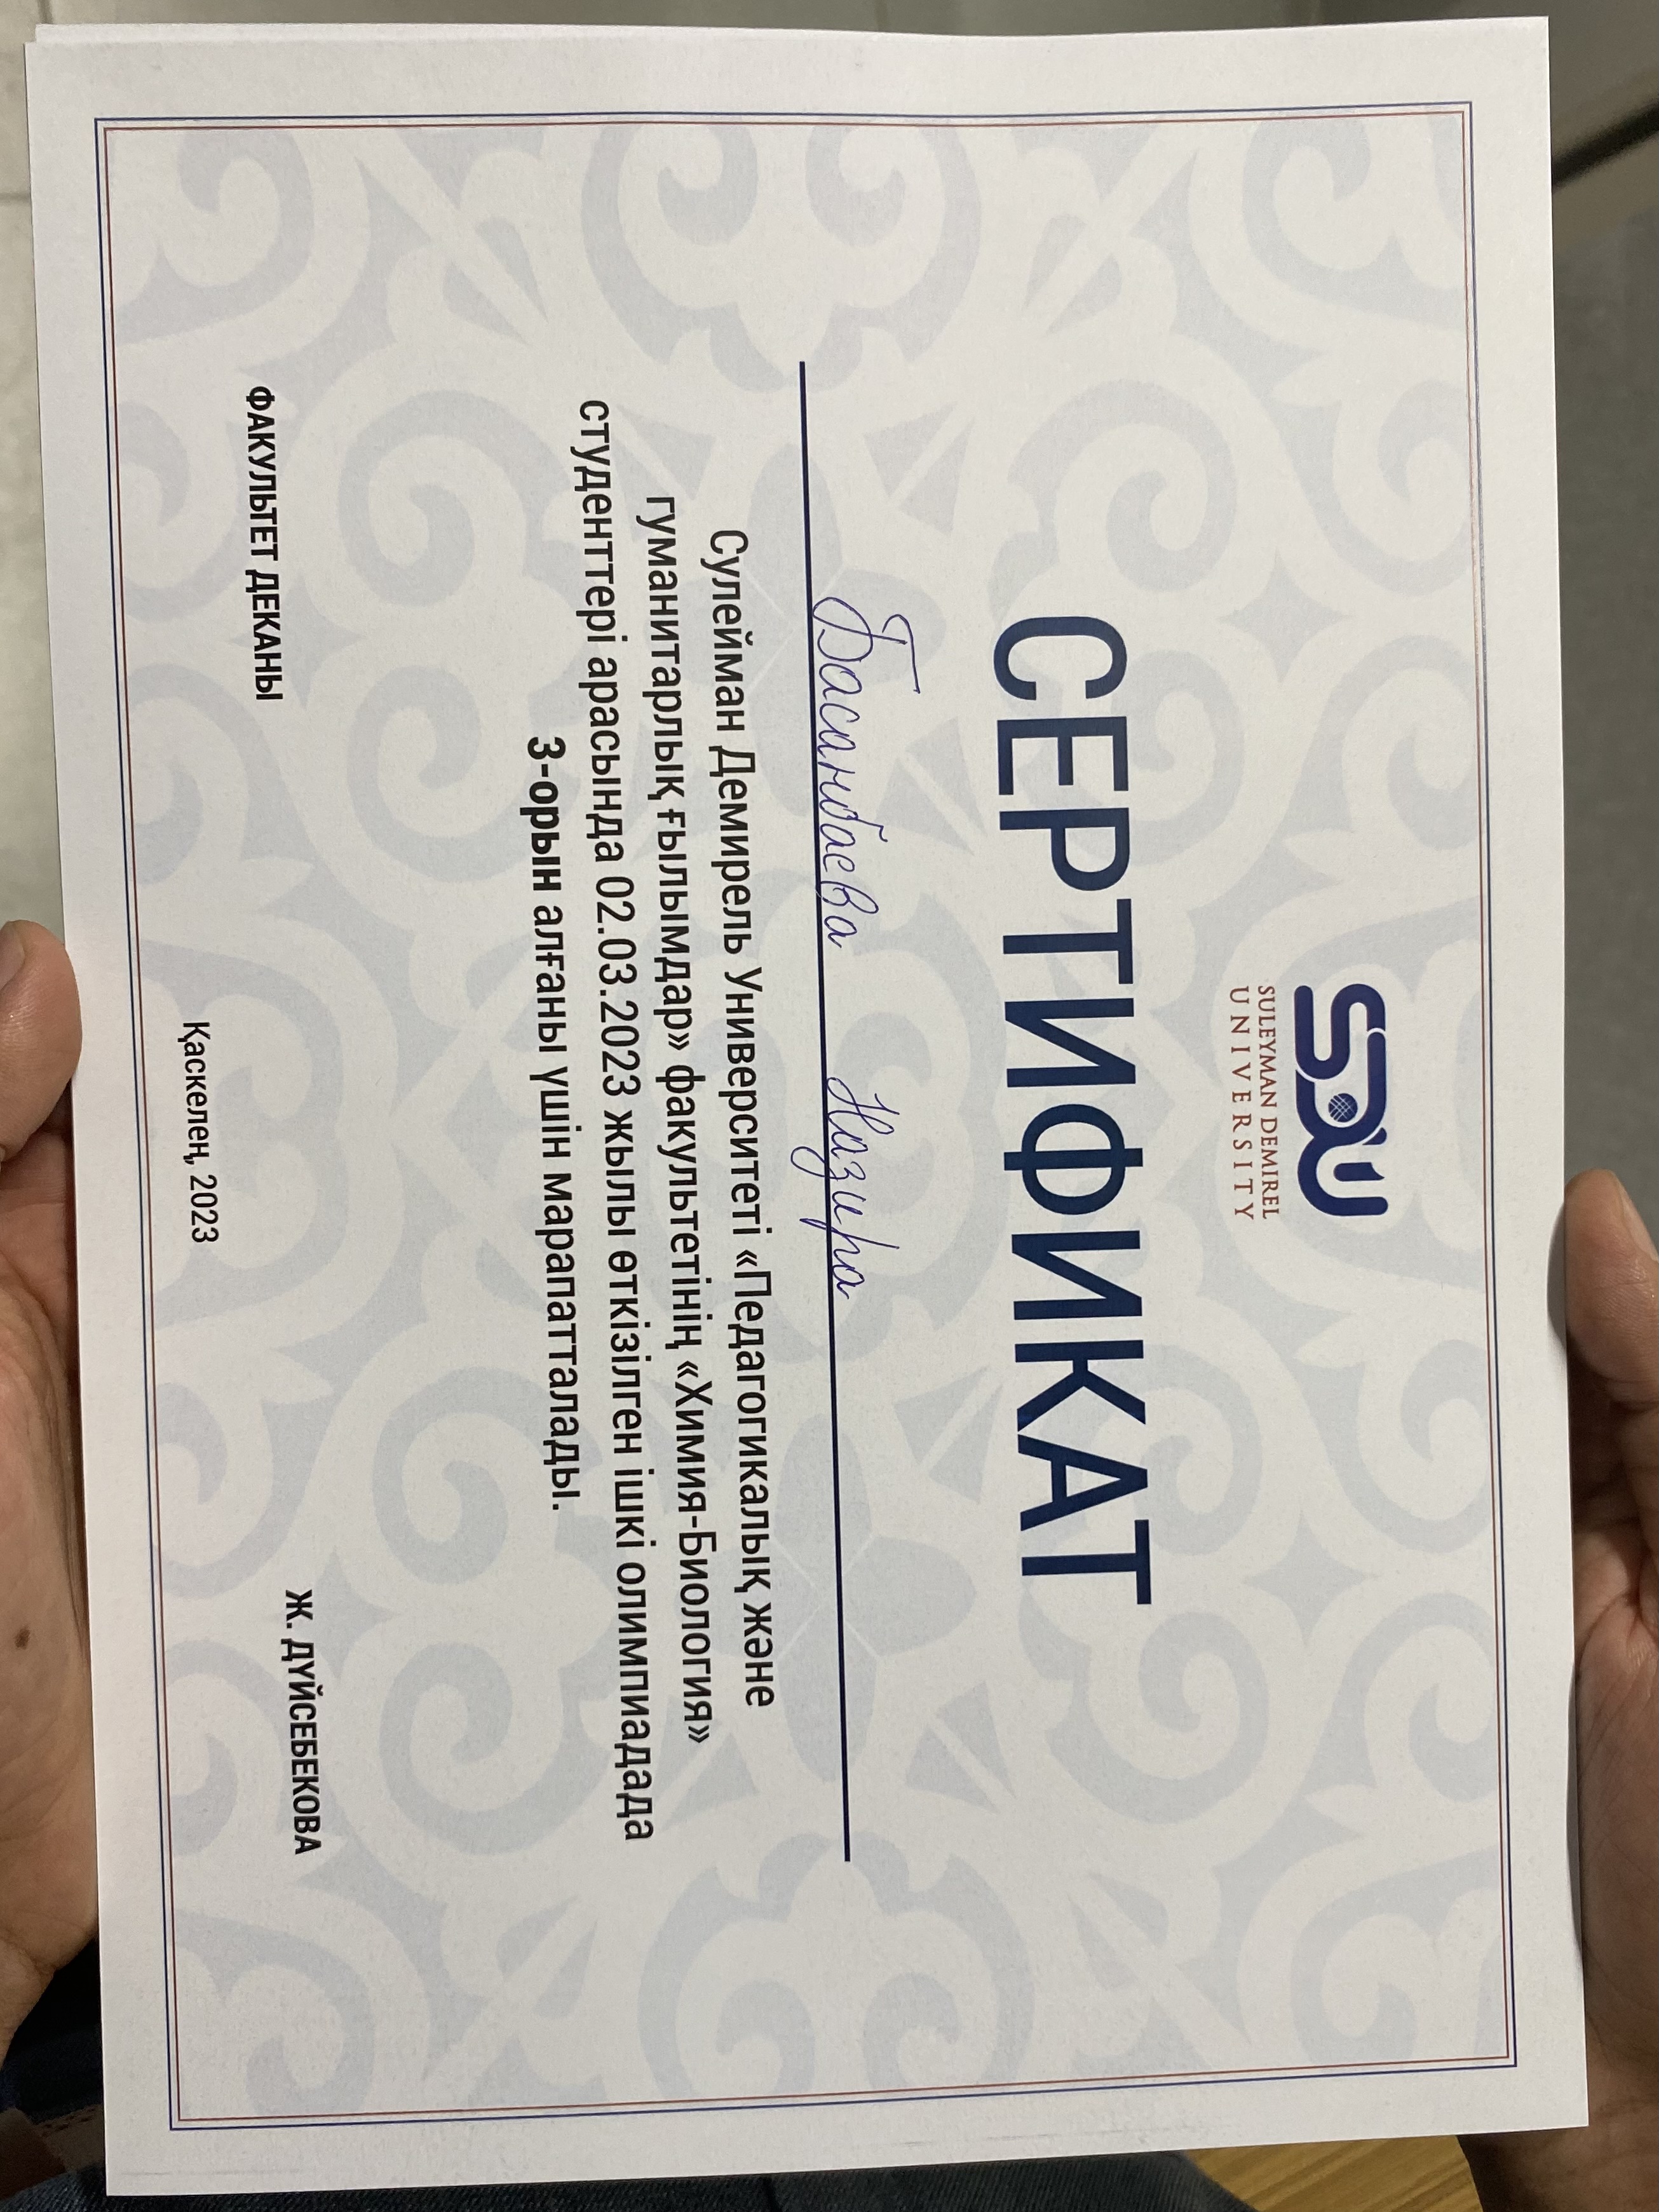 SDU
SULEYMAN DEMIREL
UNIVERSITY
СЕРТИФИКАТ
Басанбаева Назира
Сулейман Демирель Университеті «Педагогикалық және
гуманитарлық ғылымдар» факультетінің «Химия-Биология»
студенттері арасында 02.03.2023 жылы өткізілген ішкі олимпиадада
3-орын алғаны үшін марапатталады.
ФАКУЛЬТЕТ ДЕКАНЫ
Ж. ДҮЙСЕБЕКОВА
Қаскелең, 2023